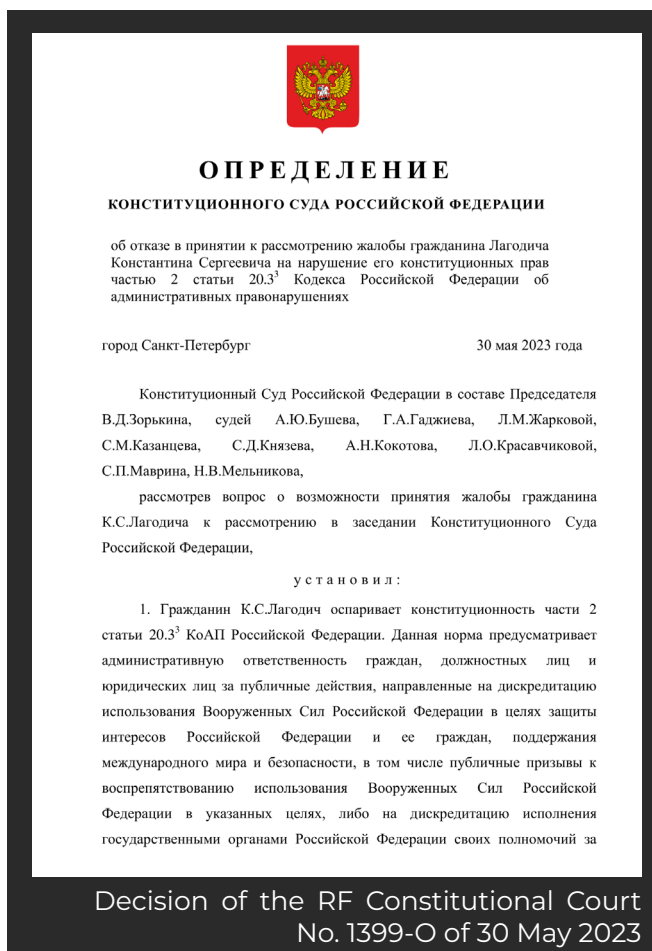 ОПРЕДЕЛЕНИЕ
КОНСТИТУЦИОННОГО СУДА РОССИЙСКОЙ ФЕДЕРАЦИИ
об отказе в принятии к рассмотрению жалобы гражданина Лагодича
Константина Сергеевича на нарушение его конституционных прав
частью 2 статьи 20.3³ Кодекса Российской Федерации об
административных правонарушениях
город Санкт-Петербург 30 мая 2023 года
Конституционный Суд Российской Федерации в составе Председателя
В.Д.Зорькина, судей А.Ю.Бушева, Г.А.Гаджиева, Л.М.Жарковой,
С.М.Казанцева, С.Д.Князева, А.Н.Кокотова, Л.О.Красавчиковой,
С.П.Маврина, Н.В.Мельникова,
рассмотрев вопрос о возможности принятия жалобы гражданина
К.С.Лагодича к рассмотрению в заседании Конституционного Суда
Российской Федерации,
установил:
1. Гражданин К.С.Лагодич оспаривает конституционность части 2
статьи 20.3³ КоАП Российской Федерации. Данная норма предусматривает
административную ответственность граждан, должностных лиц и
юридических лиц за публичные действия, направленные на дискредитацию
использования Вооруженных Сил Российской Федерации в целях защиты
интересов Российской Федерации и ее граждан, поддержания
международного мира и безопасности, в том числе публичные призывы к
воспрепятствованию использования Вооруженных Сил Российской
Федерации в указанных целях, либо на дискредитацию исполнения
государственными органами Российской Федерации своих полномочий за
Decision of the RF Constitutional Court
No. 1399-O of 30 May 2023